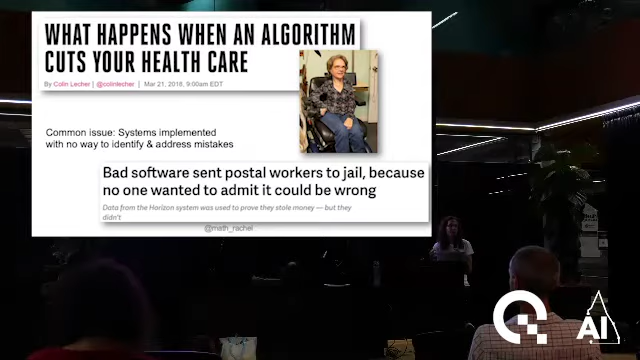 WHAT HAPPENS WHEN AN ALGORITHM
CUTS YOUR HEALTH CARE
By Colin Lecher | @colinlecher | Mar 21, 2018, 9:00am EDT
Common issue: Systems implemented
with no way to identify & address mistakes
Bad software sent postal workers to jail, because
no one wanted to admit it could be wrong
Data from the Horizon system was used to prove they stole money — but they
didn't
@math_rachel
AI